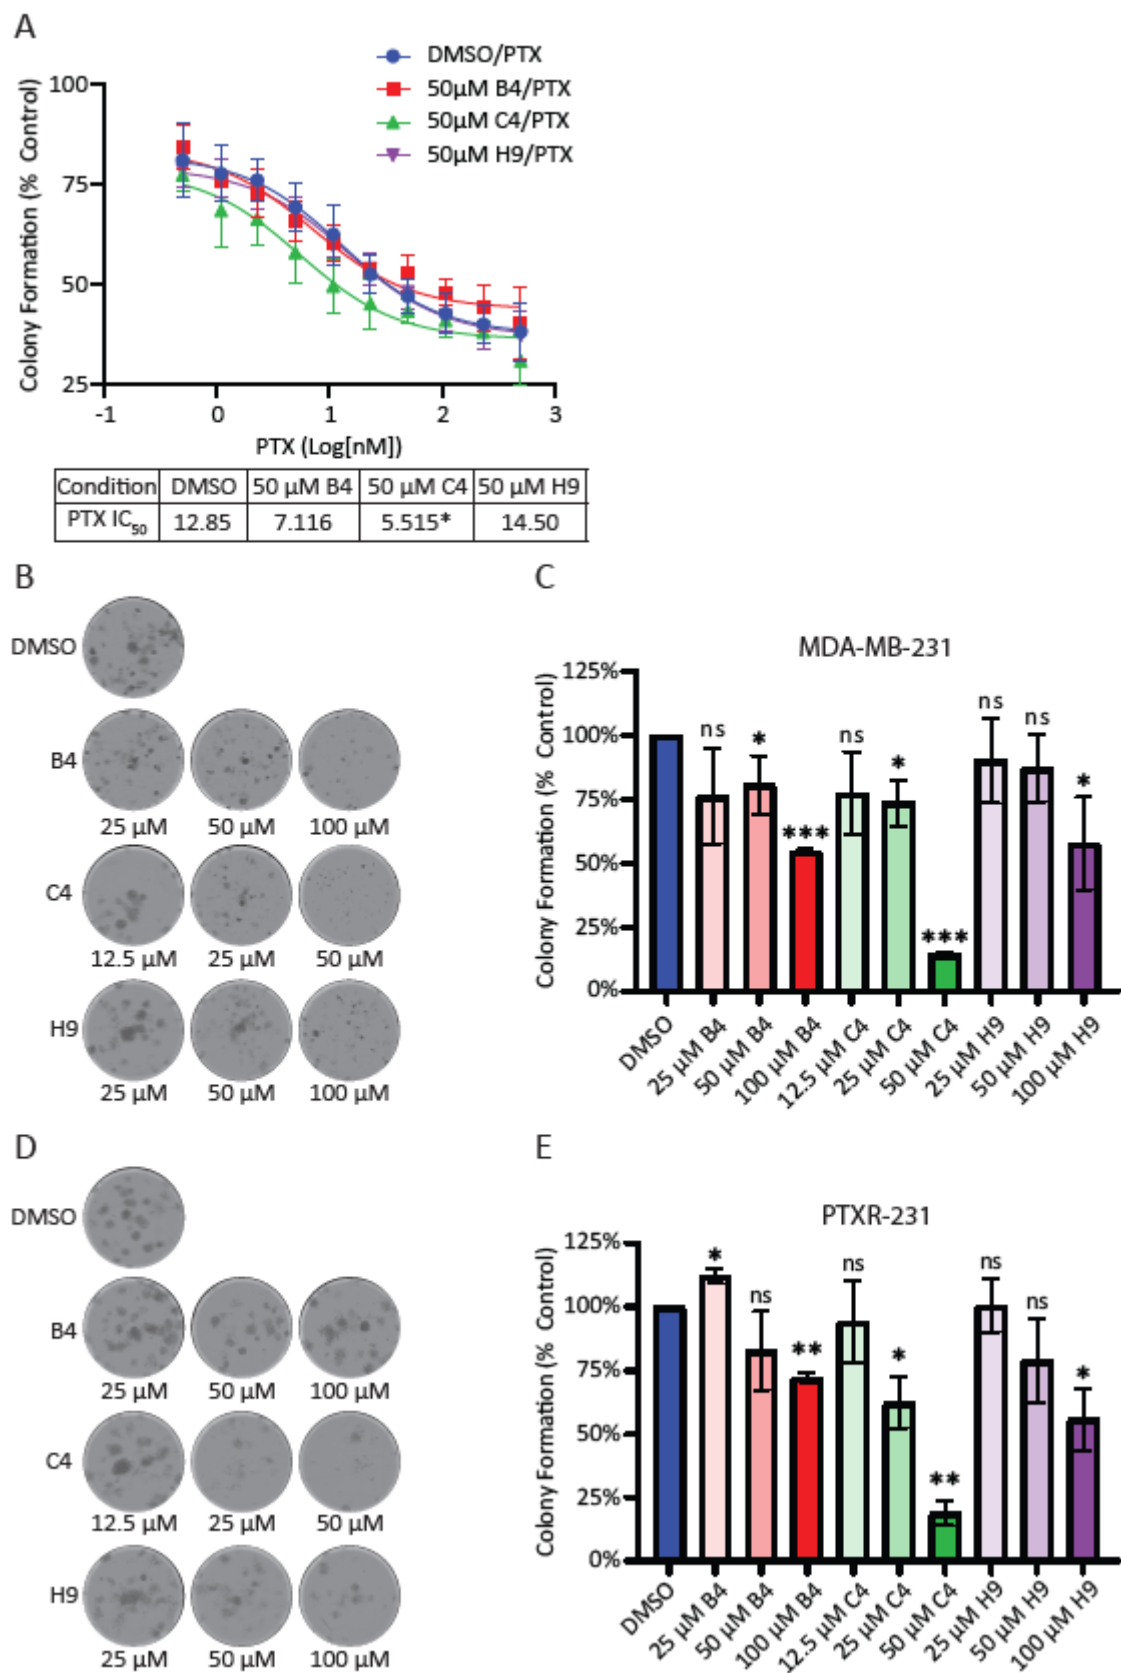 A
DMSO/PTX
50µM B4/PTX
50µM C4/PTX
50µM H9/PTX
Colony Formation (% Control)
100
75
50
25
-1 0 1 2 3
PTX (Log[nM])
Condition DMSO 50 µM B4 50 µM C4 50 µM H9
PTX IC50 12.85 7.116 5.515* 14.50
B
DMSO
B4
25 µM 50 µM 100 µM
C4
12.5 µM 25 µM 50 µM
H9
25 µM 50 µM 100 µM
C
MDA-MB-231
Colony Formation (% Control)
125%
100%
75%
50%
25%
0%
ns * *** ns * *** ns ns *
DMSO
25 µM B4
50 µM B4
100 µM B4
12.5 µM C4
25 µM C4
50 µM C4
25 µM H9
50 µM H9
100 µM H9
D
DMSO
B4
25 µM 50 µM 100 µM
C4
12.5 µM 25 µM 50 µM
H9
25 µM 50 µM 100 µM
E
PTXR-231
Colony Formation (% Control)
125%
100%
75%
50%
25%
0%
* ns ** ns * ** ns ns *
DMSO
25 µM B4
50 µM B4
100 µM B4
12.5 µM C4
25 µM C4
50 µM C4
25 µM H9
50 µM H9
100 µM H9